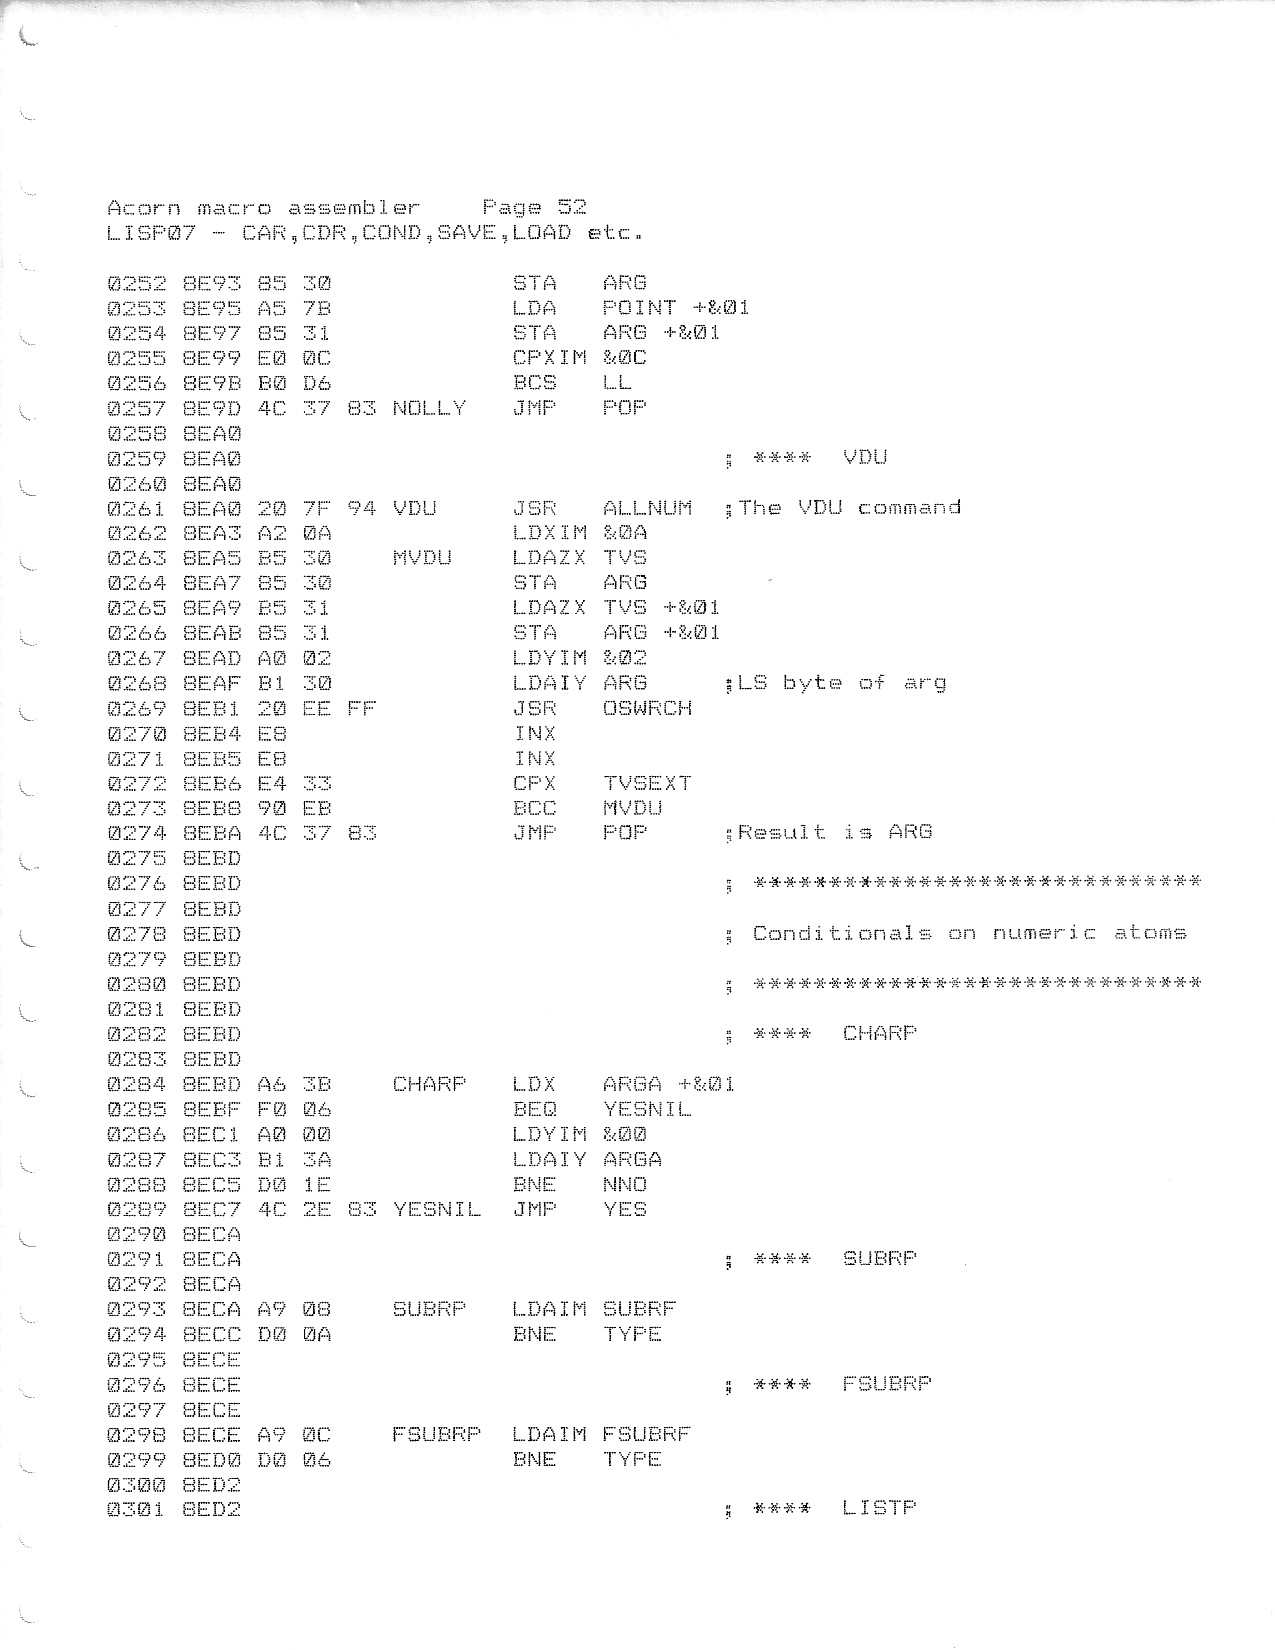 Acorn macro assembler    Page 52
LISP07 - CAR,CDR,COND,SAVE,LOAD etc.

0252 8E93 85 30            STA   ARG
0253 8E95 A5 7B            LDA   POINT +&01
0254 8E97 85 31            STA   ARG +&01
0255 8E99 E0 0C            CPXIM &0C
0256 8E9B B0 D6            BCS   LL
0257 8E9D 4C 37 83 NOLLY   JMP   POP
0258 8EA0
0259 8EA0                                ; ****  VDU
0260 8EA0
0261 8EA0 20 7F 94 VDU     JSR   ALLNUM  ;The VDU command
0262 8EA3 A2 0A            LDXIM &0A
0263 8EA5 B5 30    MVDU    LDAZX TVS
0264 8EA7 85 30            STA   ARG
0265 8EA9 B5 31            LDAZX TVS +&01
0266 8EAB 85 31            STA   ARG +&01
0267 8EAD A0 02            LDYIM &02
0268 8EAF B1 30            LDAIY ARG     ;LS byte of arg
0269 8EB1 20 EE FF         JSR   OSWRCH
0270 8EB4 E8               INX
0271 8EB5 E8               INX
0272 8EB6 E4 33            CPX   TVSEXT
0273 8EB8 90 EB            BCC   MVDU
0274 8EBA 4C 37 83         JMP   POP     ;Result is ARG
0275 8EBD
0276 8EBD                                ; ******************************
0277 8EBD
0278 8EBD                                ; Conditionals on numeric atoms
0279 8EBD
0280 8EBD                                ; ******************************
0281 8EBD
0282 8EBD                                ; ****  CHARP
0283 8EBD
0284 8EBD A6 3B    CHARP   LDX   ARGA +&01
0285 8EBF F0 06            BEQ   YESNIL
0286 8EC1 A0 00            LDYIM &00
0287 8EC3 B1 3A            LDAIY ARGA
0288 8EC5 D0 1E            BNE   NNO
0289 8EC7 4C 2E 83 YESNIL  JMP   YES
0290 8ECA
0291 8ECA                                ; ****  SUBRP
0292 8ECA
0293 8ECA A9 08    SUBRP   LDAIM SUBRF
0294 8ECC D0 0A            BNE   TYPE
0295 8ECE
0296 8ECE                                ; ****  FSUBRP
0297 8ECE
0298 8ECE A9 0C    FSUBRP  LDAIM FSUBRF
0299 8ED0 D0 06            BNE   TYPE
0300 8ED2
0301 8ED2                                ; ****  LISTP